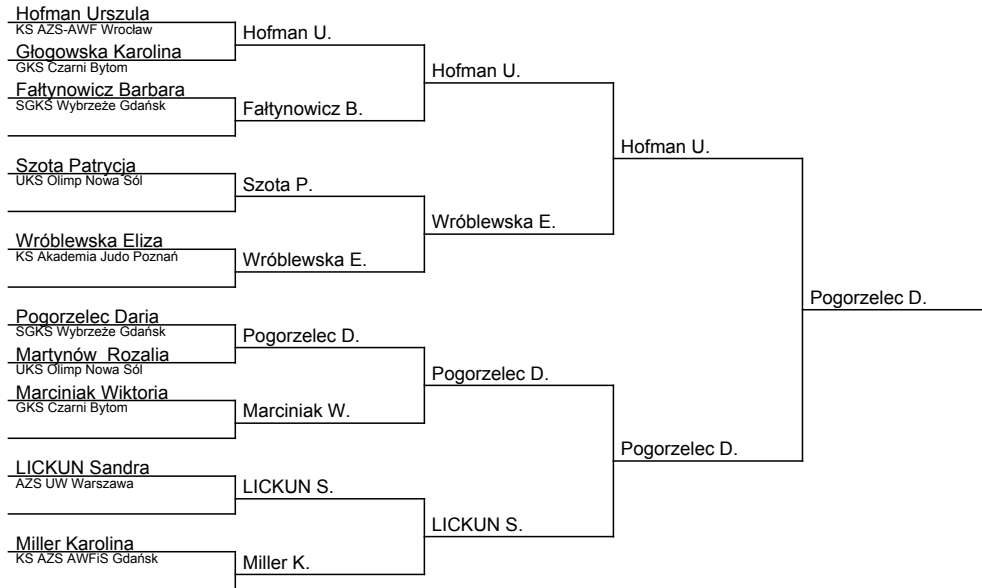 Hofman Urszula
KS AZS-AWF Wrocław
Głogowska Karolina
GKS Czarni Bytom
Fałtynowicz Barbara
SGKS Wybrzeże Gdańsk
Szota Patrycja
UKS Olimp Nowa Sól
Wróblewska Eliza
KS Akademia Judo Poznań
Pogorzelec Daria
SGKS Wybrzeże Gdańsk
Martynów  Rozalia
UKS Olimp Nowa Sól
Marciniak Wiktoria
GKS Czarni Bytom
LICKUN Sandra
AZS UW Warszawa
Miller Karolina
KS AZS AWFiS Gdańsk
Hofman U.
Fałtynowicz B.
Szota P.
Wróblewska E.
Pogorzelec D.
Marciniak W.
LICKUN S.
Miller K.
Hofman U.
Wróblewska E.
Pogorzelec D.
LICKUN S.
Hofman U.
Pogorzelec D.
Pogorzelec D.